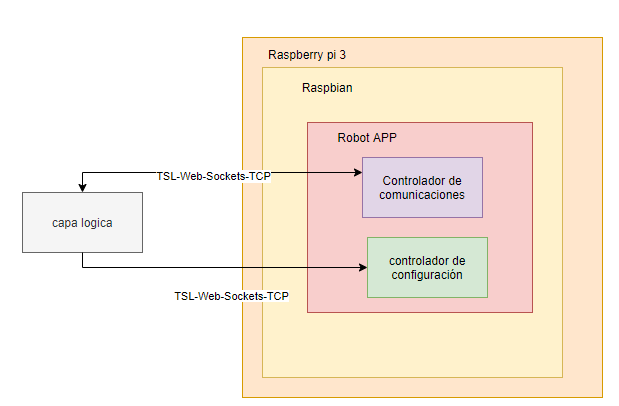 Raspberry pi 3
Raspbian
Robot APP
TSL-Web-Sockets-TCP
Controlador de
comunicaciones
capa logica
controlador de
configuración
TSL-Web-Sockets-TCP